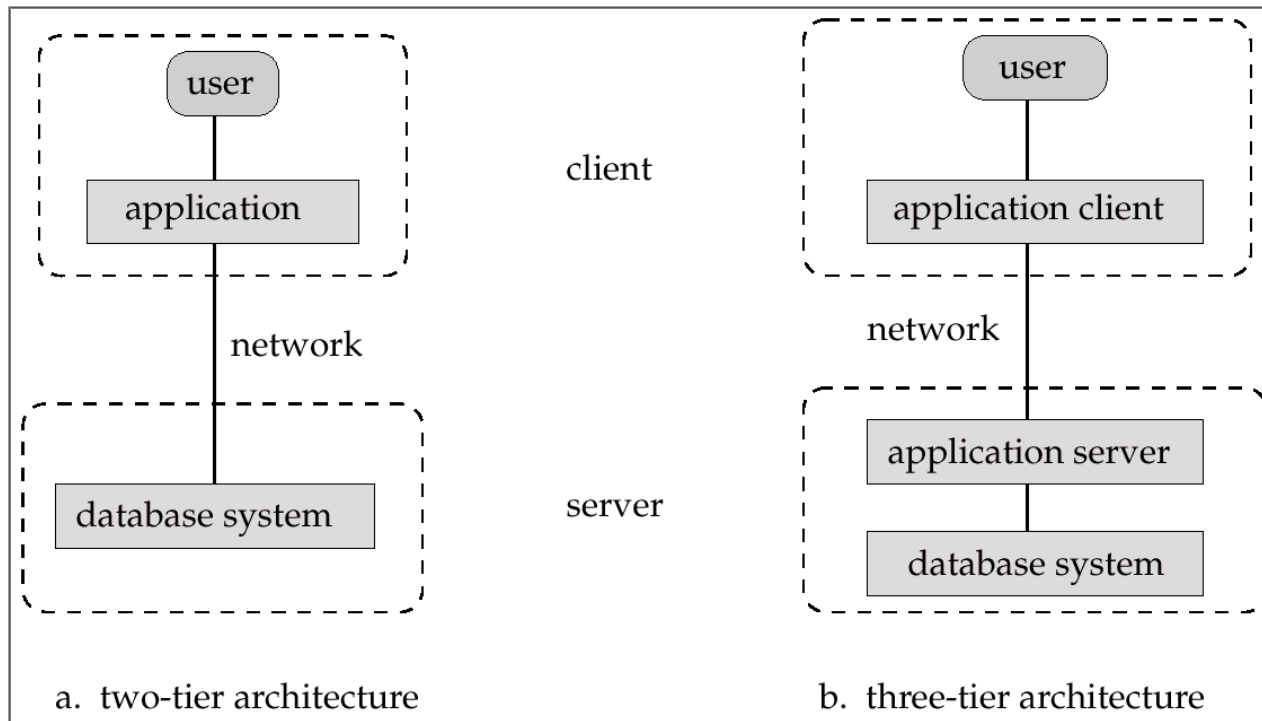 user
user
client
application
application client
network
network
application server
database system
server
database system
a. two-tier architecture
b. three-tier architecture